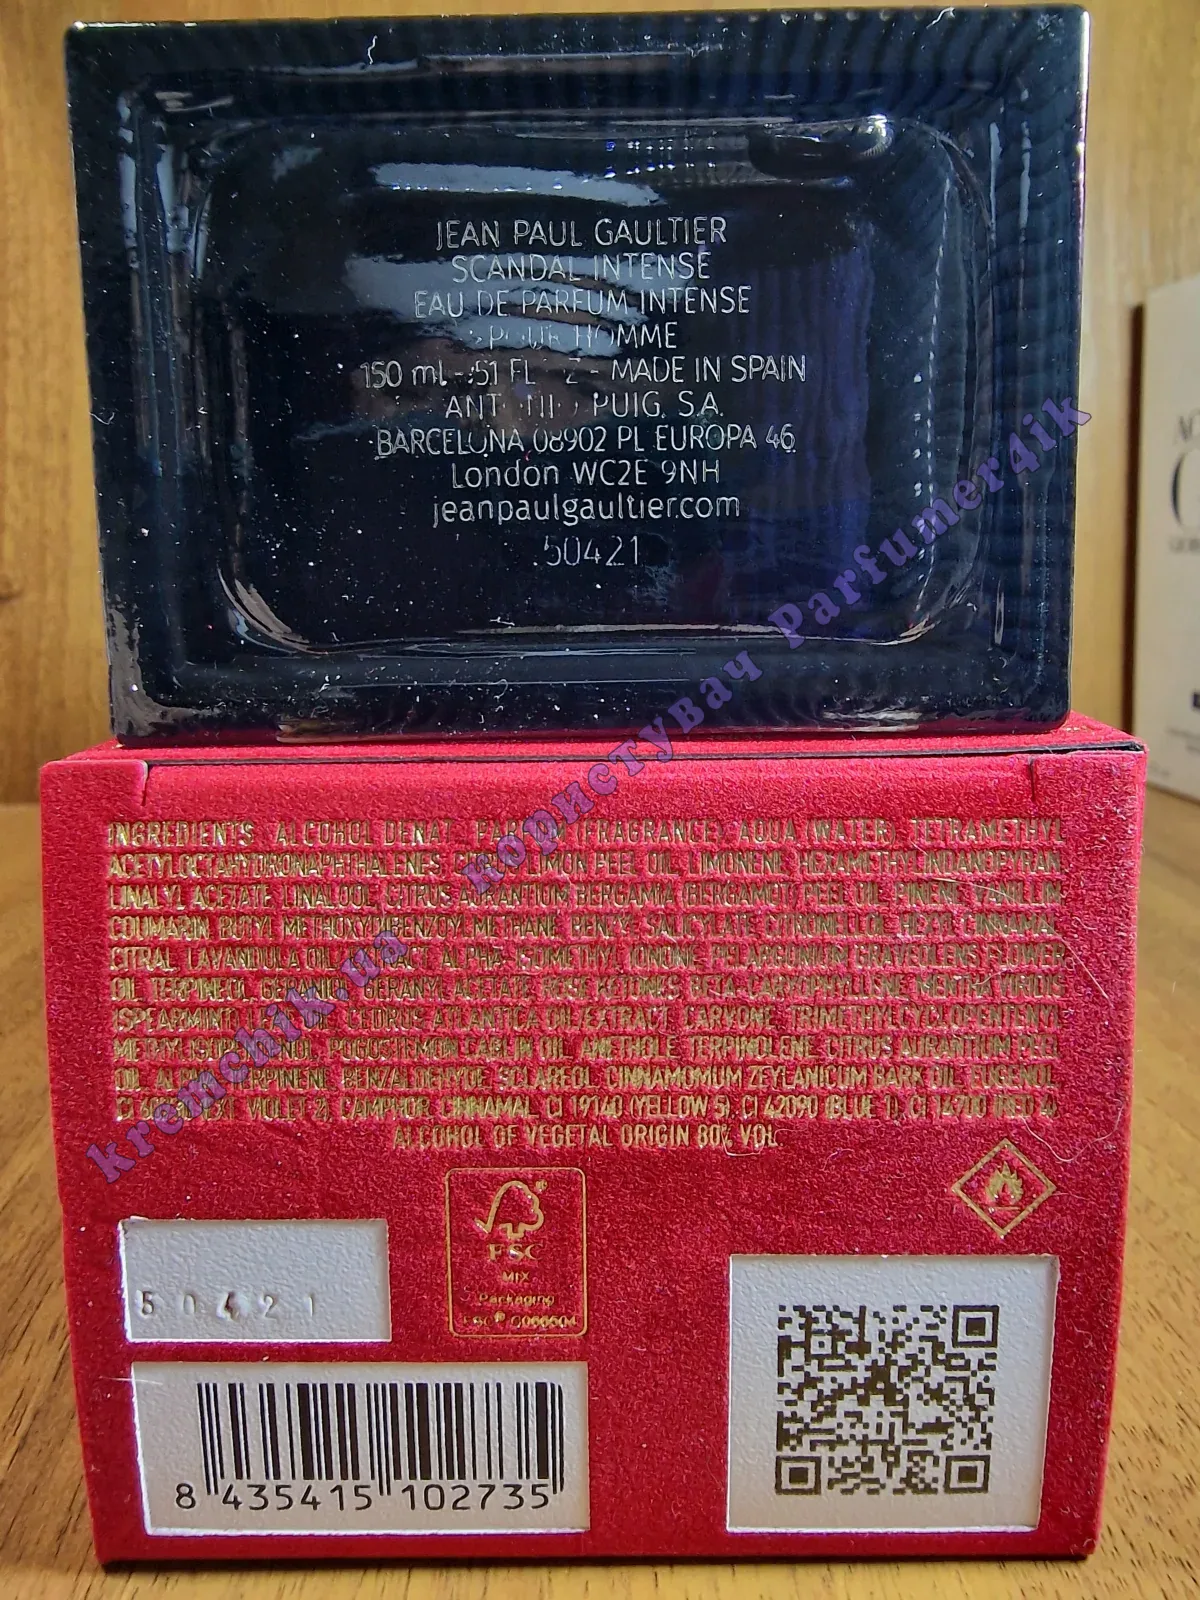 JEAN PAUL GAULTIER
SCANDAL INTENSE
EAU DE PARFUM INTENSE
POUR HOMME
150 ml - 5.1 FL Z - MADE IN SPAIN
ANTONIO PUIG, S.A.
BARCELONA 08902 PL EUROPA 46
London WC2E 9NH
jeanpaulgaultier.com
50421
INGREDIENTS: ALCOHOL DENAT., PARFUM (FRAGRANCE), AQUA (WATER), TETRAMETHYL
ACETYLOCTAHYDRONAPHTHALENES, CITRUS LIMON PEEL OIL, LIMONENE, HEXAMETHYLINDANOPYRAN,
LINALYL ACETATE, LINALOOL, CITRUS AURANTIUM BERGAMIA (BERGAMOT) PEEL OIL, PINENE, VANILLIN,
COUMARIN, BUTYL METHOXYDIBENZOYLMETHANE, BENZYL SALICYLATE, CITRONELLOL, HEXYL CINNAMAL,
CITRAL, LAVANDULA OIL/EXTRACT, ALPHA-ISOMETHYL IONONE, PELARGONIUM GRAVEOLENS FLOWER
OIL, TERPINEOL, GERANIOL, GERANYL ACETATE, ROSE KETONES, BETA-CARYOPHYLLENE, MENTHA VIRIDIS
(SPEARMINT) LEAF OIL, CEDRUS ATLANTICA OIL/EXTRACT, CARVONE, TRIMETHYLCYCLOPENTENYL
METHYLISOPENTENOL, POGOSTEMON CABLIN OIL, ANETHOLE, TERPINOLENE, CITRUS AURANTIUM PEEL
OIL, ALPHA-TERPINENE, BENZALDEHYDE, SCLAREOL, CINNAMOMUM ZEYLANICUM BARK OIL, EUGENOL,
CI 60730 (EXT. VIOLET 2), CAMPHOR, CINNAMAL, CI 19140 (YELLOW 5), CI 42090 (BLUE 1), CI 14700 (RED 4).
ALCOHOL OF VEGETAL ORIGIN 80% VOL.
50421
FSC
MIX
Packaging
FSC® C066504
8 435415 102735
kremchik.ua користувач Parfumer4ik